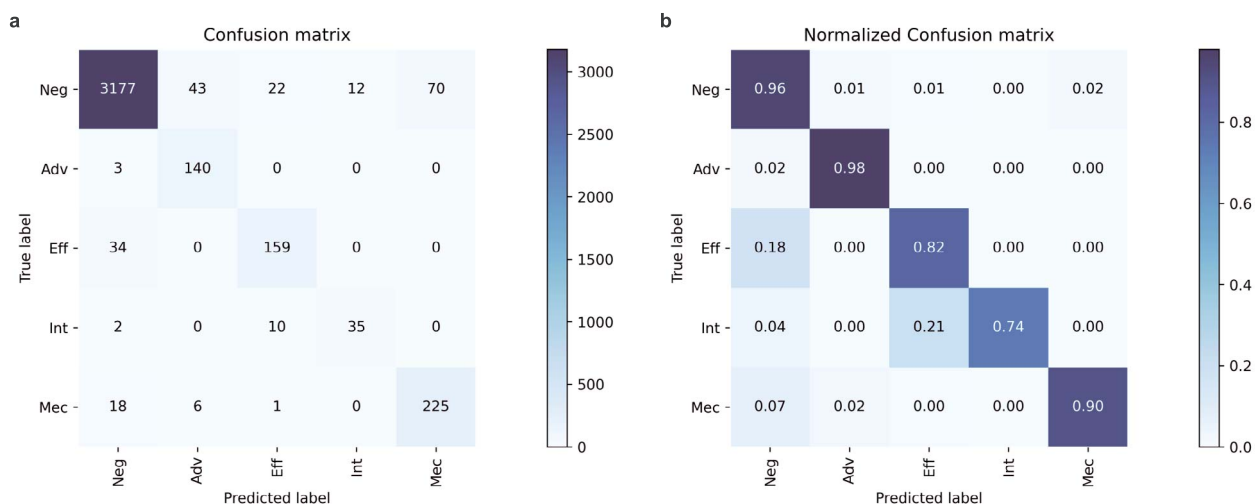 a
Confusion matrix
True label
Neg 3177 43 22 12 70
Adv 3 140 0 0 0
Eff 34 0 159 0 0
Int 2 0 10 35 0
Mec 18 6 1 0 225
Neg Adv Eff Int Mec
Predicted label
3000
2500
2000
1500
1000
500
0
b
Normalized Confusion matrix
True label
Neg 0.96 0.01 0.01 0.00 0.02
Adv 0.02 0.98 0.00 0.00 0.00
Eff 0.18 0.00 0.82 0.00 0.00
Int 0.04 0.00 0.21 0.74 0.00
Mec 0.07 0.02 0.00 0.00 0.90
Neg Adv Eff Int Mec
Predicted label
0.8
0.6
0.4
0.2
0.0